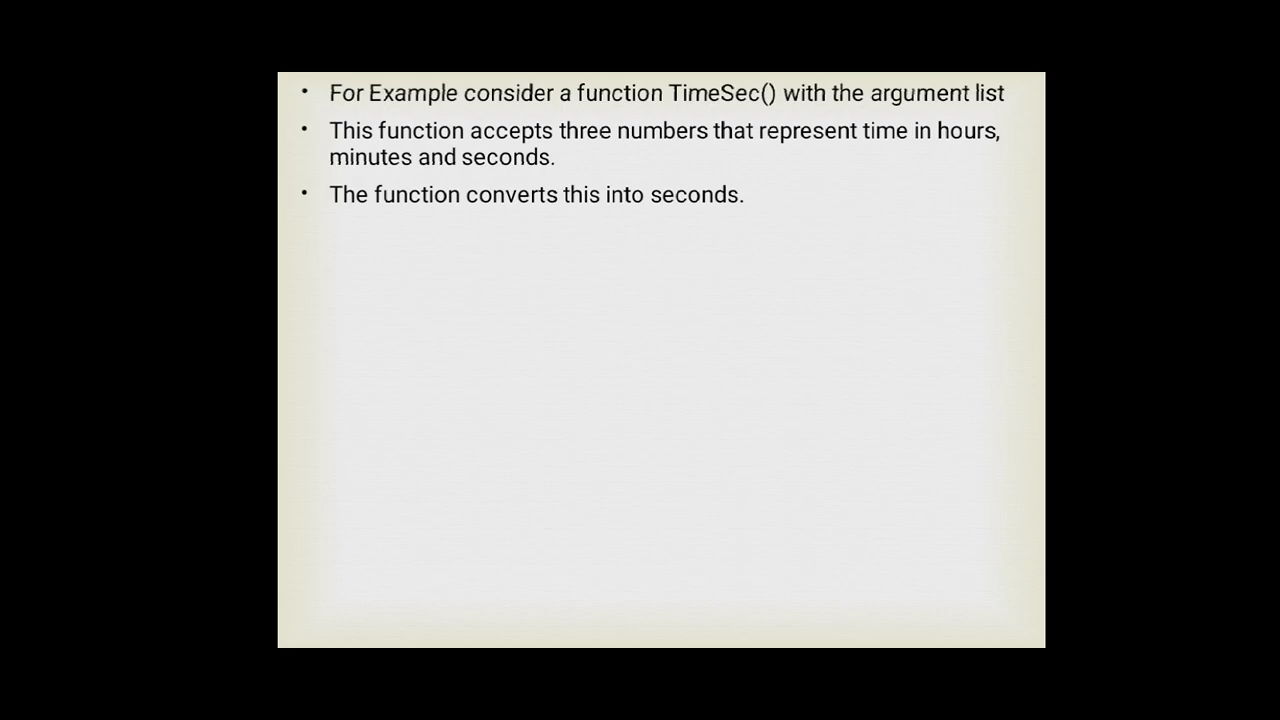 • For Example consider a function TimeSec() with the argument list
• This function accepts three numbers that represent time in hours,
minutes and seconds.
• The function converts this into seconds.